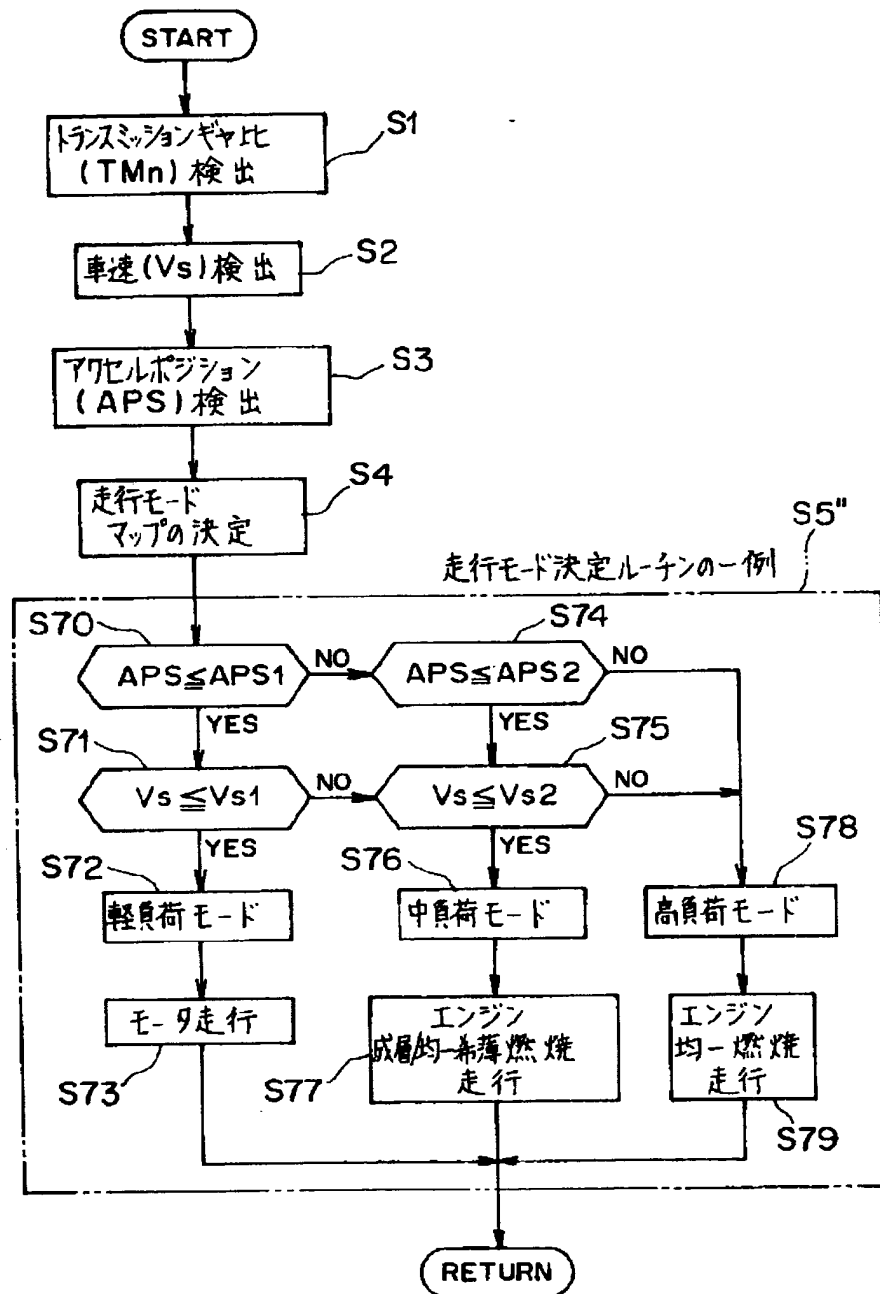 START
トランスミッションギヤ比
(TMn)検出
S1
車速(Vs)検出
S2
アクセルポジション
(APS)検出
S3
走行モード
マップの決定
S4
S5"
走行モード決定ルーチンの一例
S70
APS≦APS1
NO
YES
S74
APS≦APS2
NO
YES
S71
Vs≦Vs1
NO
YES
S75
Vs≦Vs2
NO
YES
S72
軽負荷モード
S76
中負荷モード
S78
高負荷モード
モータ走行
S73
エンジン
成層/均一希薄燃焼
走行
S77
エンジン
均一燃焼
走行
S79
RETURN